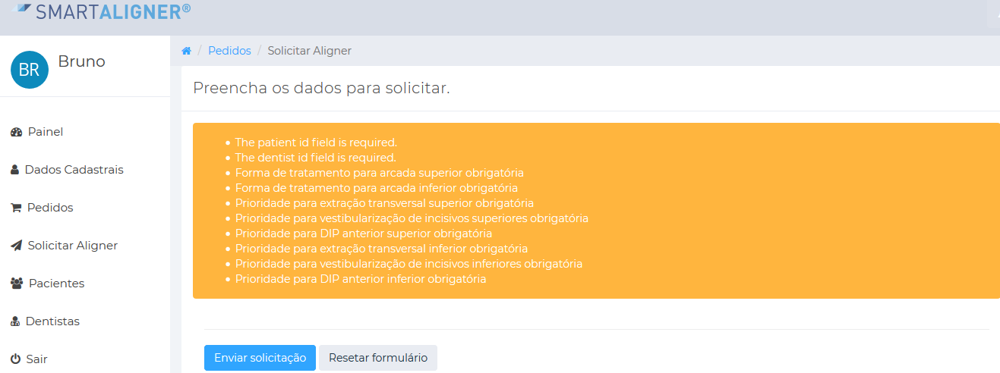 SMARTALIGNER®
BR
Bruno
Painel
Dados Cadastrais
Pedidos
Solicitar Aligner
Pacientes
Dentistas
Sair
/ Pedidos / Solicitar Aligner
Preencha os dados para solicitar.
• The patient id field is required.
• The dentist id field is required.
• Forma de tratamento para arcada superior obrigatória
• Forma de tratamento para arcada inferior obrigatória
• Prioridade para extração transversal superior obrigatória
• Prioridade para vestibularização de incisivos superiores obrigatória
• Prioridade para DIP anterior superior obrigatória
• Prioridade para extração transversal inferior obrigatória
• Prioridade para vestibularização de incisivos inferiores obrigatória
• Prioridade para DIP anterior inferior obrigatória
Enviar solicitação
Resetar formulário